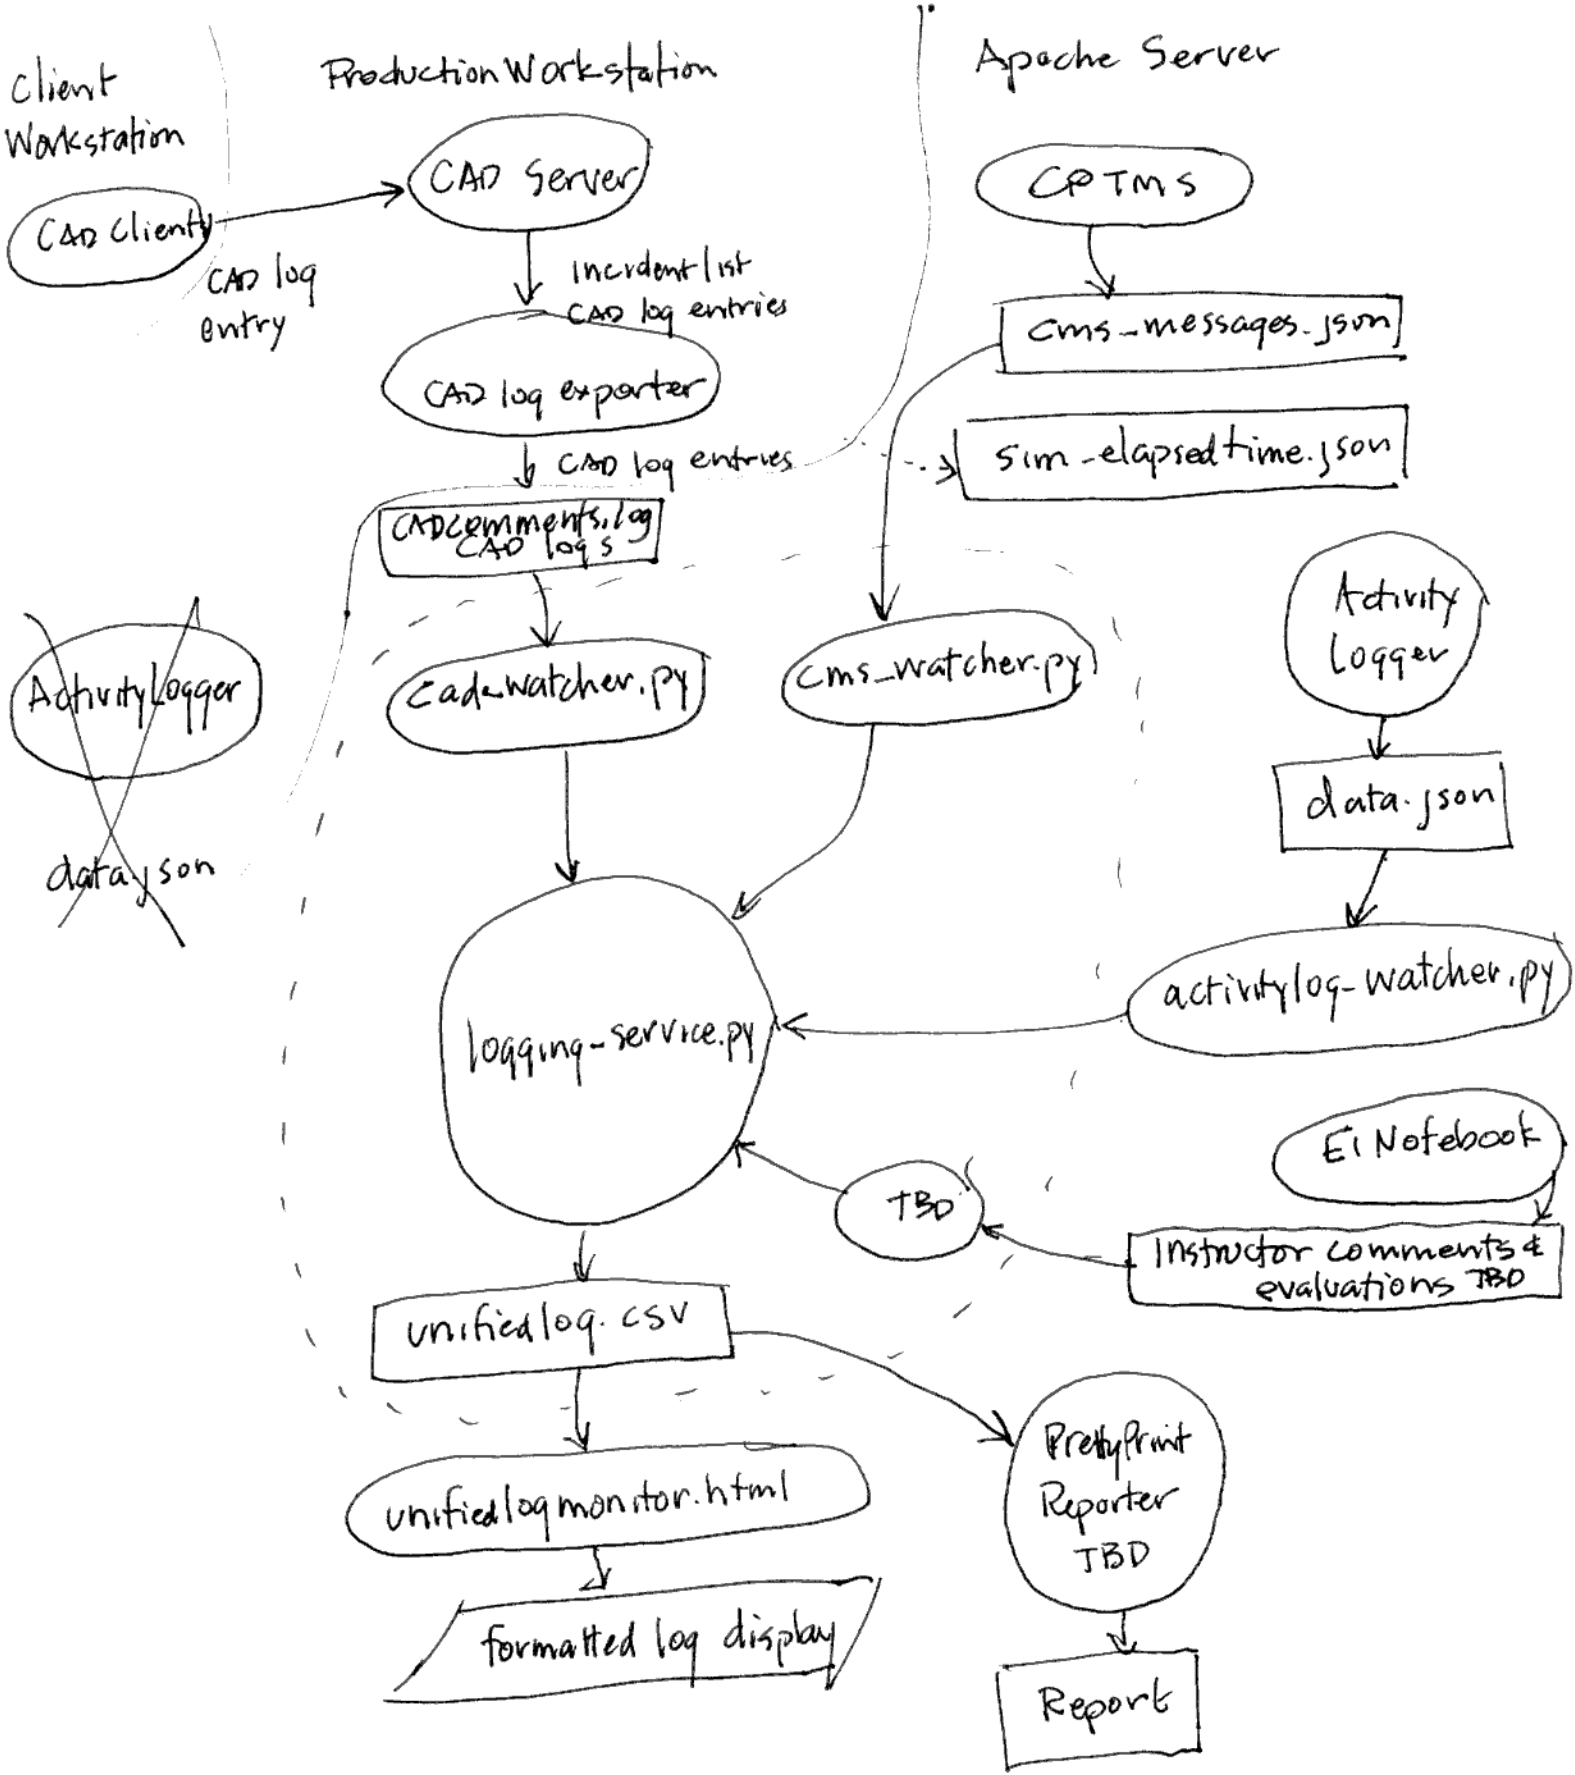 Client
Workstation
Production Workstation
Apache Server
CAD Client
CAD Server
CPTMS
CAD log
entry
Incident list
CAD log entries
cms_messages.json
CAD log exporter
sim_elapsedtime.json
CAD log entries
CADcomments.log
CAD logs
Activity
Logger
ActivityLogger
cad_watcher.py
cms_watcher.py
data.json
data.json
activitylog_watcher.py
logging_service.py
EI Notebook
TBD
Instructor comments &
evaluations TBD
unifiedlog.csv
PrettyPrint
Reporter
TBD
unifiedlogmonitor.html
formatted log display
Report